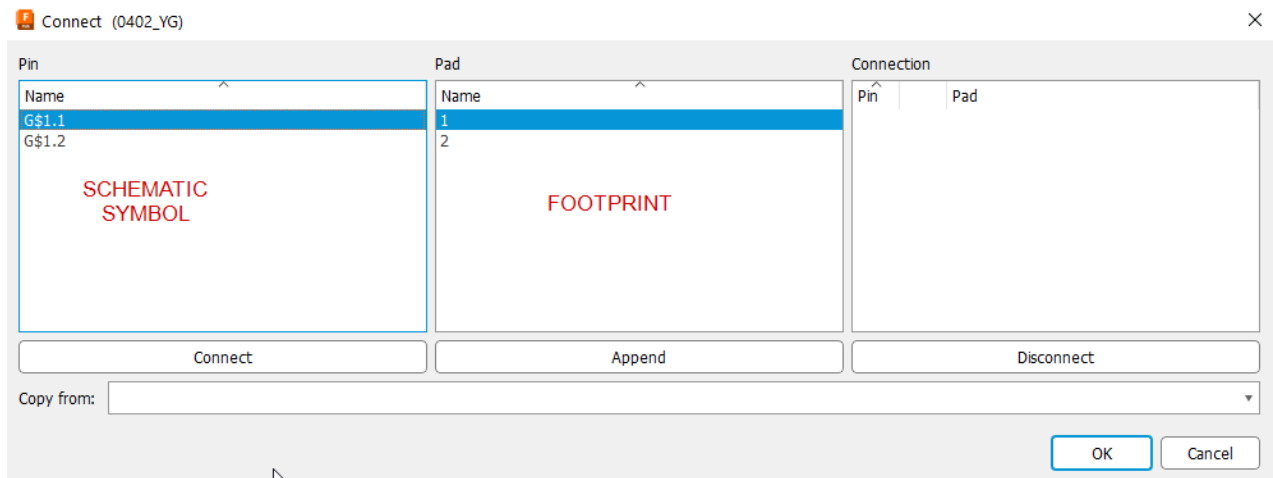 Connect (0402_YG)
Pin
Pad
Connection
Name
Name
Pin Pad
G$1.1
1
G$1.2
2
SCHEMATIC
SYMBOL
FOOTPRINT
Connect
Append
Disconnect
Copy from:
OK
Cancel